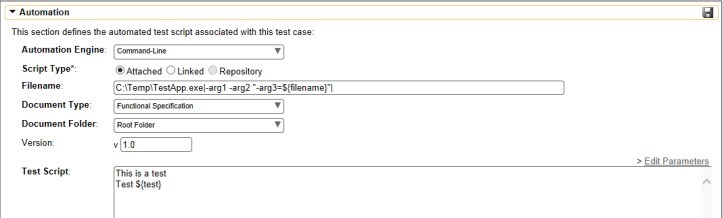 Automation
This section defines the automated test script associated with this test case:
Automation Engine: Command-Line
Script Type*: Attached Linked Repository
Filename: C:\Temp\TestApp.exe|-arg1 -arg2 "-arg3=${filename}"|
Document Type: Functional Specification
Document Folder: Root Folder
Version: v 1.0
> Edit Parameters
Test Script: This is a test
Test ${test}